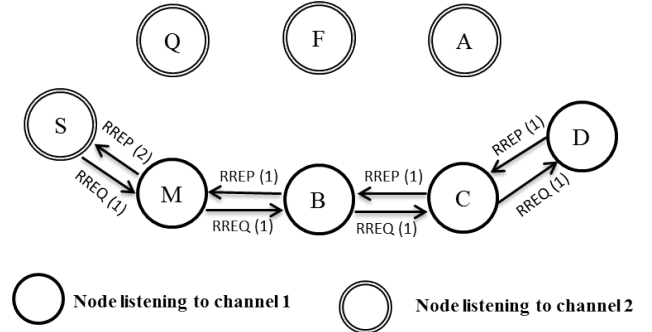 Q F A
S
D
RREP (2)
RREP (1)
RREQ (1)
RREP (1)
RREP (1)
RREQ (1)
M
B
C
RREQ (1)
RREQ (1)
Node listening to channel 1
Node listening to channel 2